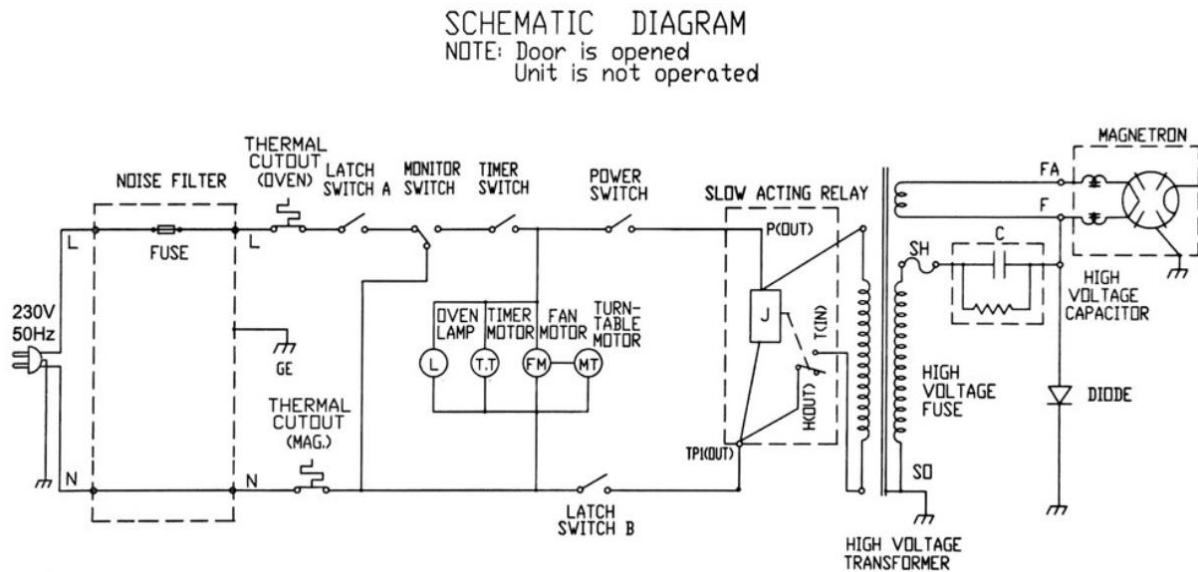 SCHEMATIC DIAGRAM
NOTE: Door is opened
Unit is not operated
MAGNETRON
THERMAL
CUTOUT
(OVEN)
LATCH
SWITCH A
MONITOR
SWITCH
TIMER
SWITCH
POWER
SWITCH
NOISE FILTER
SLOW ACTING RELAY
FA
F
L
FUSE
L
P(OUT)
SH
C
HIGH
VOLTAGE
CAPACITOR
230V
50Hz
OVEN
LAMP
TIMER
MOTOR
FAN
MOTOR
TURN-
TABLE
MOTOR
J
T(IN)
H(OUT)
L
T.T
FM
MT
GE
HIGH
VOLTAGE
FUSE
DIODE
THERMAL
CUTOUT
(MAG.)
TP1(OUT)
N
N
SO
LATCH
SWITCH B
HIGH VOLTAGE
TRANSFORMER